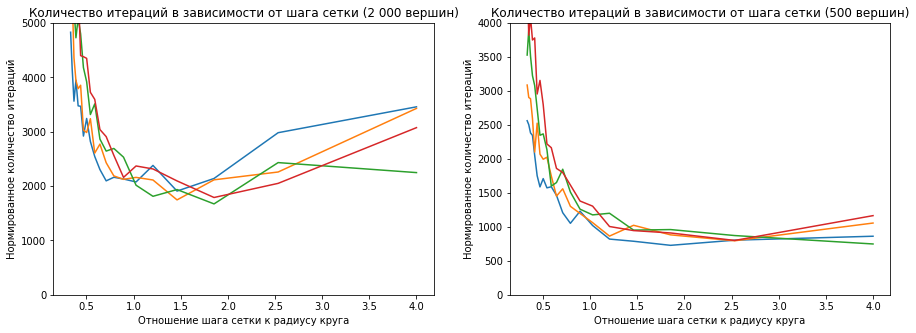 Количество итераций в зависимости от шага сетки (2 000 вершин)
Нормированное количество итераций
5000
4000
3000
2000
1000
0
0.5 1.0 1.5 2.0 2.5 3.0 3.5 4.0
Отношение шага сетки к радиусу круга
Количество итераций в зависимости от шага сетки (500 вершин)
Нормированное количество итераций
4000
3500
3000
2500
2000
1500
1000
500
0
0.5 1.0 1.5 2.0 2.5 3.0 3.5 4.0
Отношение шага сетки к радиусу круга